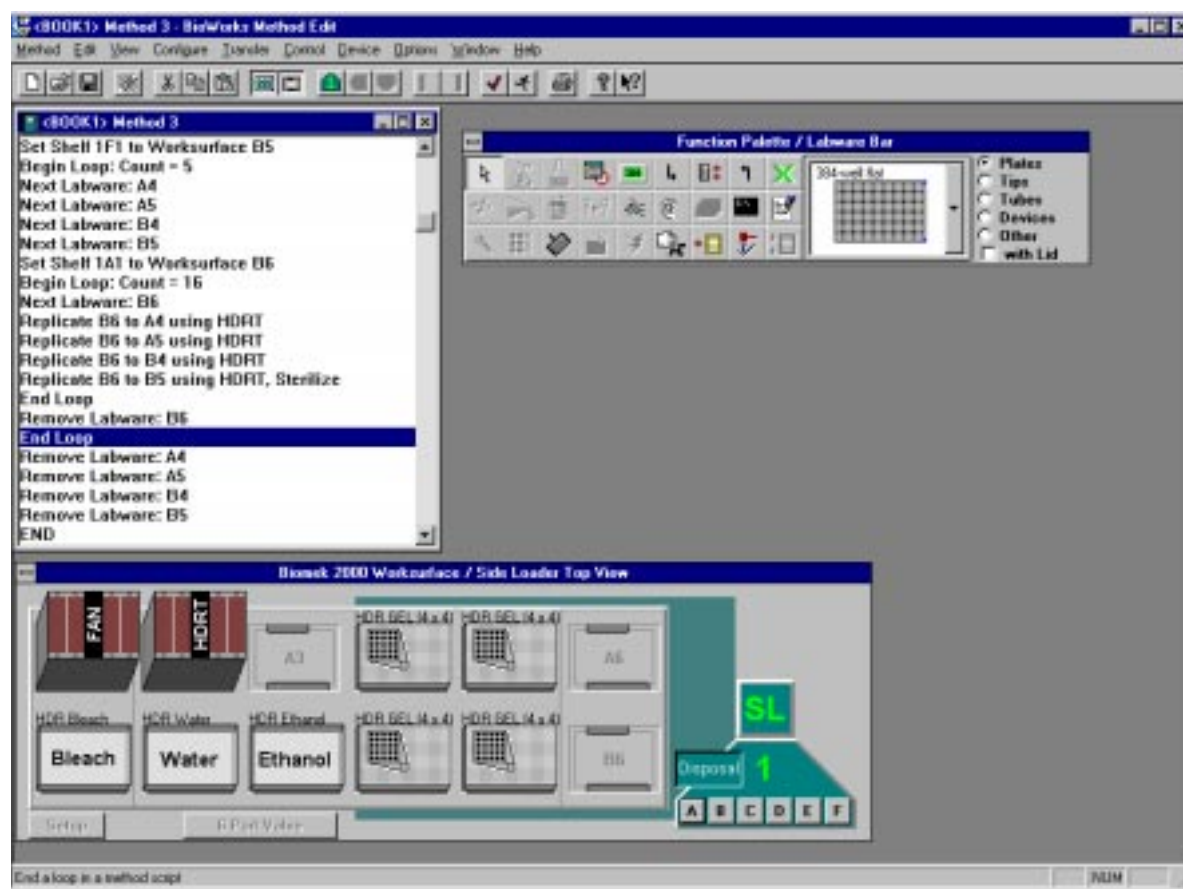 <BOOK1> Method 3 - BioWorks Method Edit
Method Edit View Configure Transfer Control Device Options Window Help
<BOOK1> Method 3
Set Shelf 1F1 to Worksurface B5
Begin Loop: Count = 5
Next Labware: A4
Next Labware: A5
Next Labware: B4
Next Labware: B5
Set Shelf 1A1 to Worksurface B6
Begin Loop: Count = 16
Next Labware: B6
Replicate B6 to A4 using HDRT
Replicate B6 to A5 using HDRT
Replicate B6 to B4 using HDRT
Replicate B6 to B5 using HDRT, Sterilize
End Loop
Remove Labware: B6
End Loop
Remove Labware: A4
Remove Labware: A5
Remove Labware: B4
Remove Labware: B5
END
Function Palette / Labware Bar
384-well flat
Plates
Tips
Tubes
Devices
Other
with Lid
Biomek 2000 Worksurface / Side Loader Top View
FAN
HDRT
A3
HDR GEL (4 x 4) HDR GEL (4 x 4)
A6
HDR Bleach HDR Water HDR Ethanol HDR GEL (4 x 4) HDR GEL (4 x 4)
Bleach Water Ethanol
B6
SL
Disposal 1
A B C D E F
Setup 6 Port Valve
End a loop in a method script NUM